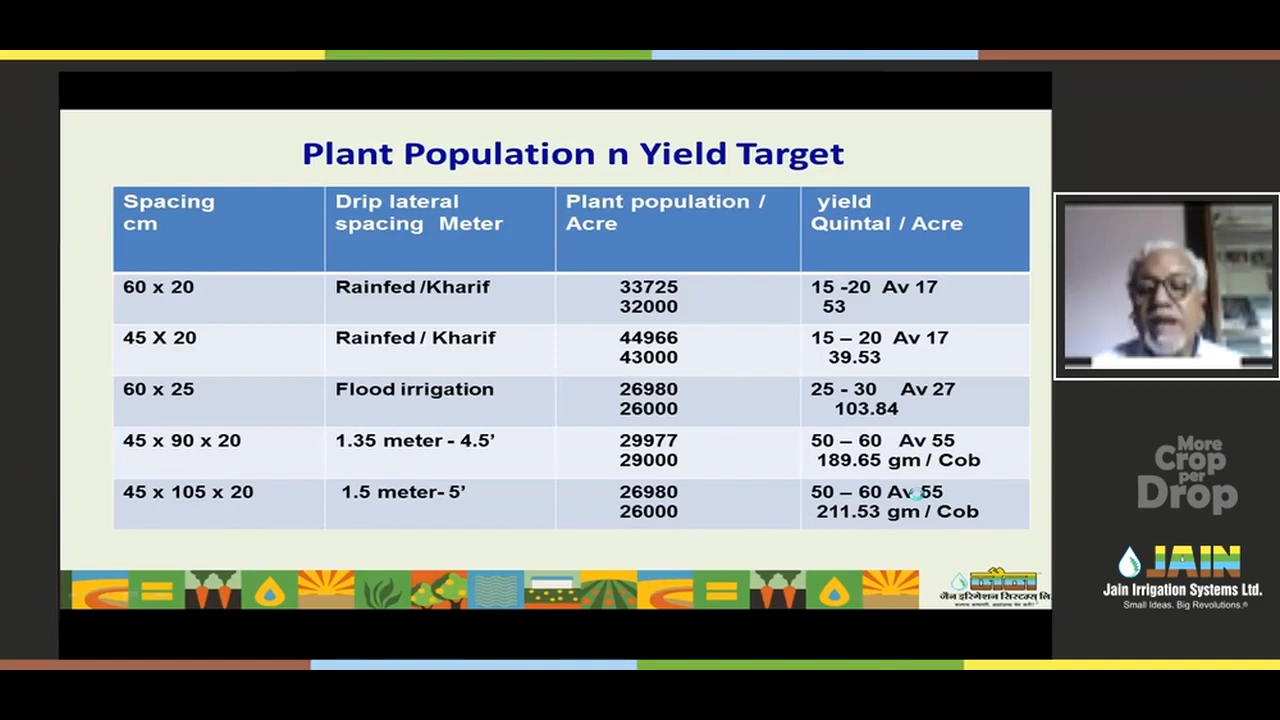 Plant Population n Yield Target
Spacing cm
Drip lateral spacing Meter
Plant population / Acre
yield Quintal / Acre
60 x 20
Rainfed /Kharif
33725
32000
15 -20 Av 17
53
45 X 20
Rainfed / Kharif
44966
43000
15 – 20 Av 17
39.53
60 x 25
Flood irrigation
26980
26000
25 - 30 Av 27
103.84
45 x 90 x 20
1.35 meter - 4.5’
29977
29000
50 – 60 Av 55
189.65 gm / Cob
45 x 105 x 20
1.5 meter- 5’
26980
26000
50 – 60 Av 55
211.53 gm / Cob
जैन इरिगेशन सिस्टम्स लि.
More
Crop
per
Drop
JAIN
Jain Irrigation Systems Ltd.
Small Ideas. Big Revolutions.®